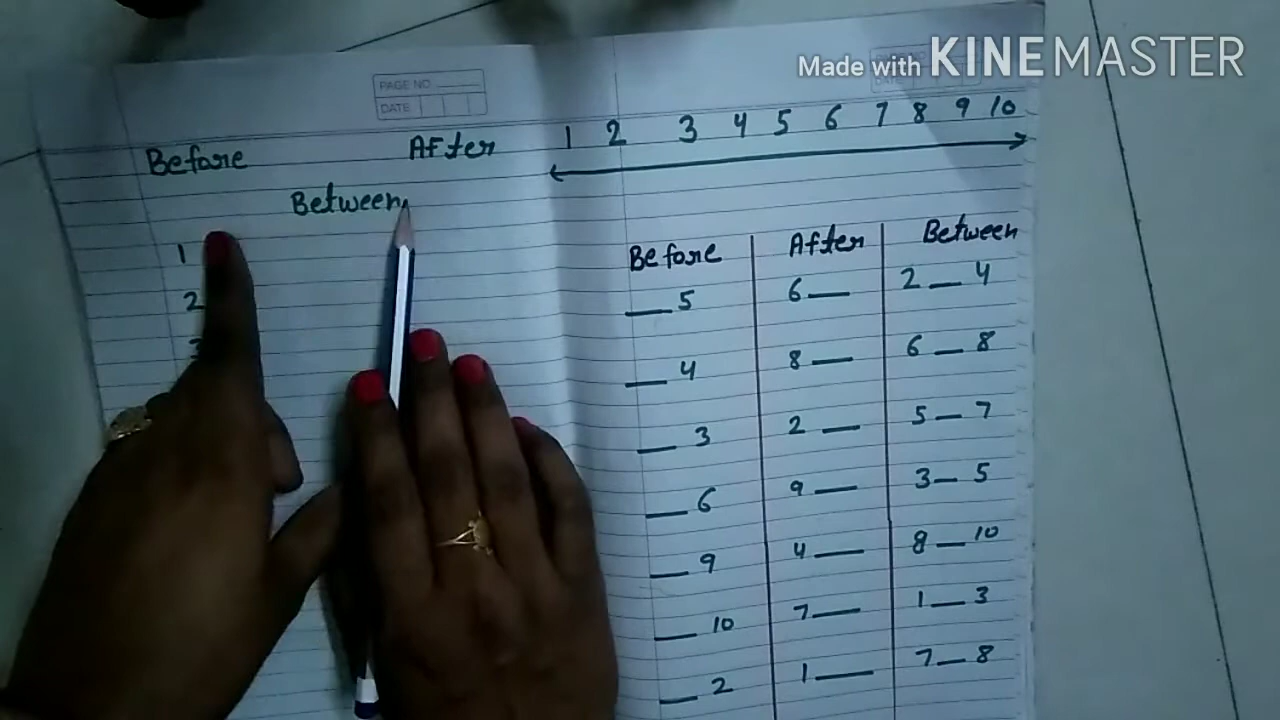 Made with KINEMASTER
PAGE NO.
DATE
Before
After
Between
1
2
1 2 3 4 5 6 7 8 9 10
Before After Between
__ 5 6 __ 2 __ 4
__ 4 8 __ 6 __ 8
__ 3 2 __ 5 __ 7
__ 6 9 __ 3 __ 5
__ 9 4 __ 8 __ 10
__ 10 7 __ 1 __ 3
__ 2 1 __ 7 __ 8